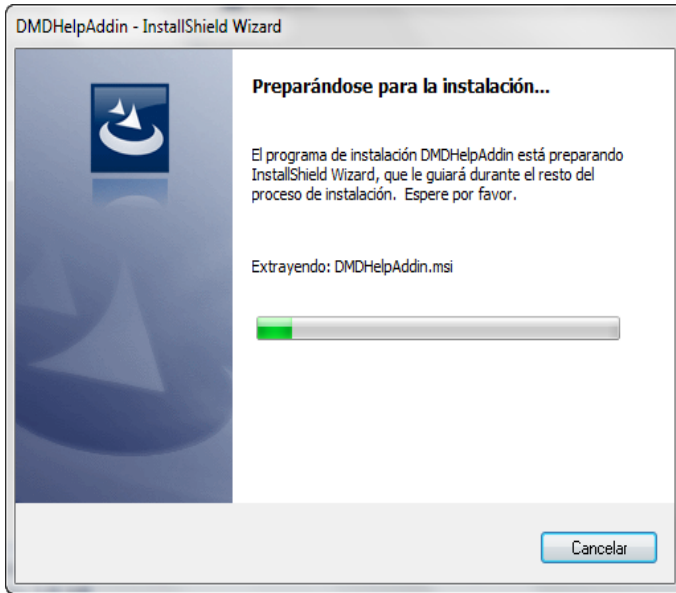 DMDHelpAddin - InstallShield Wizard
Preparándose para la instalación...
El programa de instalación DMDHelpAddin está preparando
InstallShield Wizard, que le guiará durante el resto del
proceso de instalación.  Espere por favor.
Extrayendo: DMDHelpAddin.msi
Cancelar